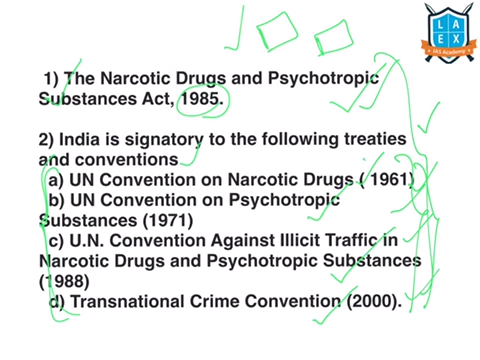 LA
EX
IAS Academy
1) The Narcotic Drugs and Psychotropic
Substances Act, 1985.
2) India is signatory to the following treaties
and conventions
a) UN Convention on Narcotic Drugs ( 1961)
b) UN Convention on Psychotropic
Substances (1971)
c) U.N. Convention Against Illicit Traffic in
Narcotic Drugs and Psychotropic Substances
(1988)
d) Transnational Crime Convention (2000).